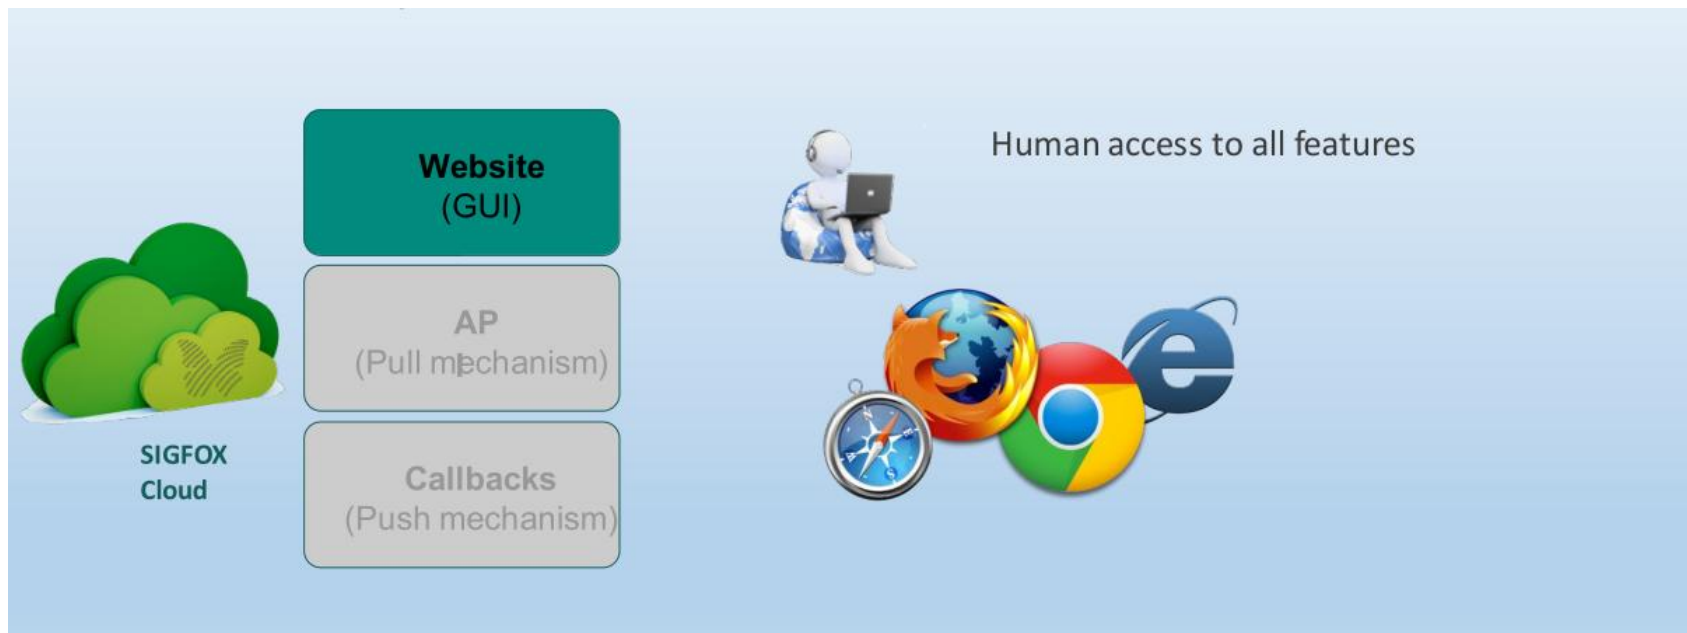 Website
(GUI)
Human access to all features
AP
(Pull mechanism)
SIGFOX
Cloud
Callbacks
(Push mechanism)